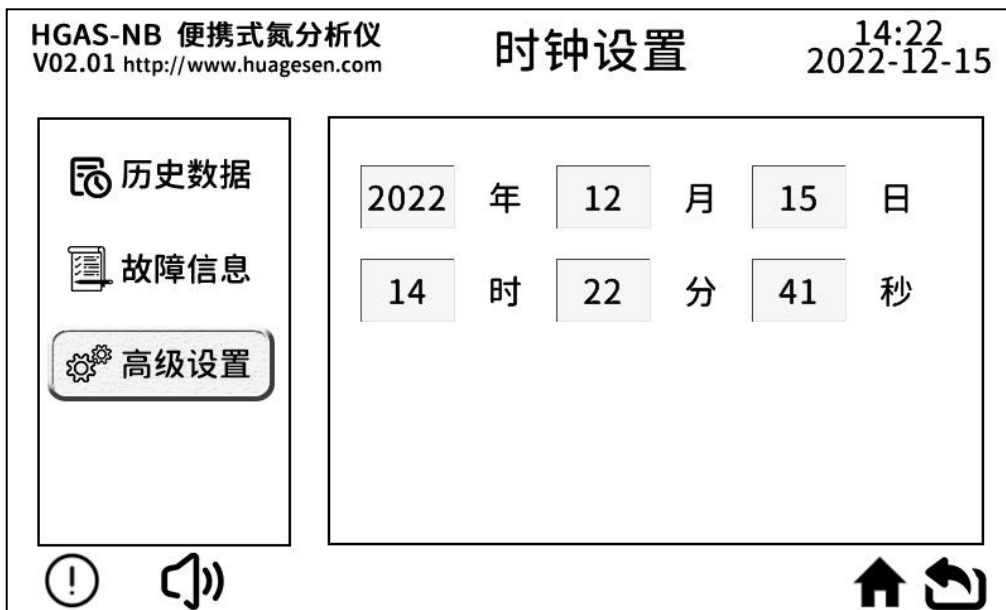 HGAS-NB 便携式氮分析仪
V02.01 http://www.huagesen.com
时钟设置
14:22
2022-12-15
历史数据
故障信息
高级设置
2022 年 12 月 15 日
14 时 22 分 41 秒